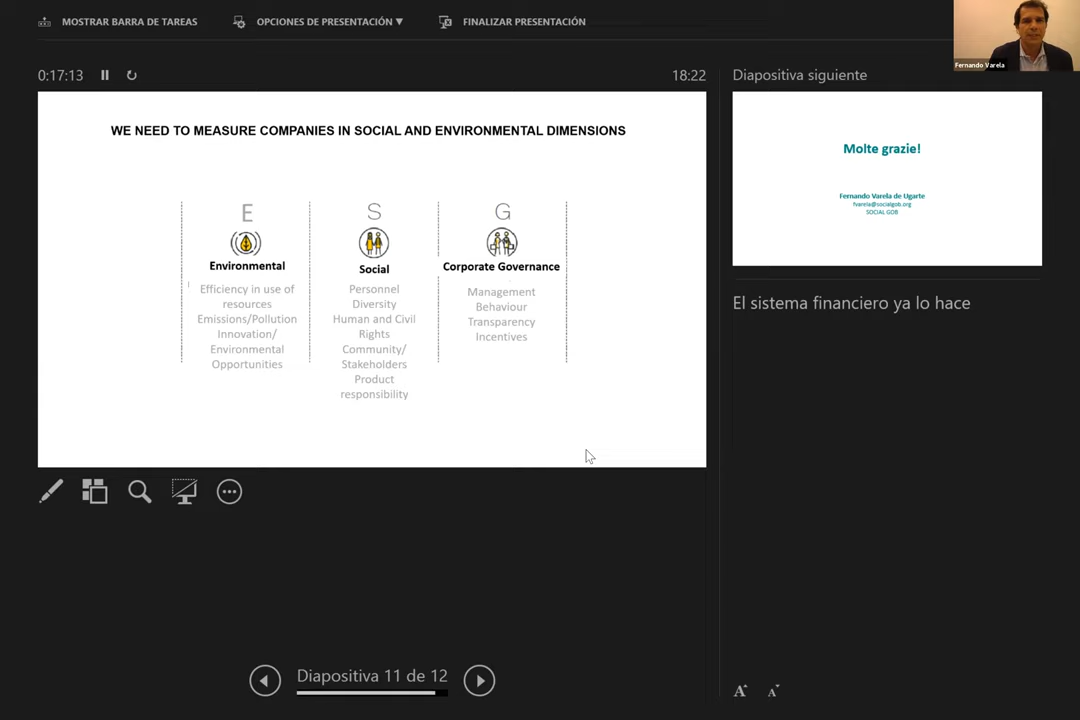 MOSTRAR BARRA DE TAREAS
OPCIONES DE PRESENTACIÓN ▼
FINALIZAR PRESENTACIÓN
Fernando Varela
0:17:13
18:22
Diapositiva siguiente
WE NEED TO MEASURE COMPANIES IN SOCIAL AND ENVIRONMENTAL DIMENSIONS
E
Environmental
Efficiency in use of
resources
Emissions/Pollution
Innovation/
Environmental
Opportunities
S
Social
Personnel
Diversity
Human and Civil
Rights
Community/
Stakeholders
Product
responsibility
G
Corporate Governance
Management
Behaviour
Transparency
Incentives
Molte grazie!
Fernando Varela de Ugarte
fvarela@socialgob.org
SOCIAL GOB
El sistema financiero ya lo hace
Diapositiva 11 de 12
A A